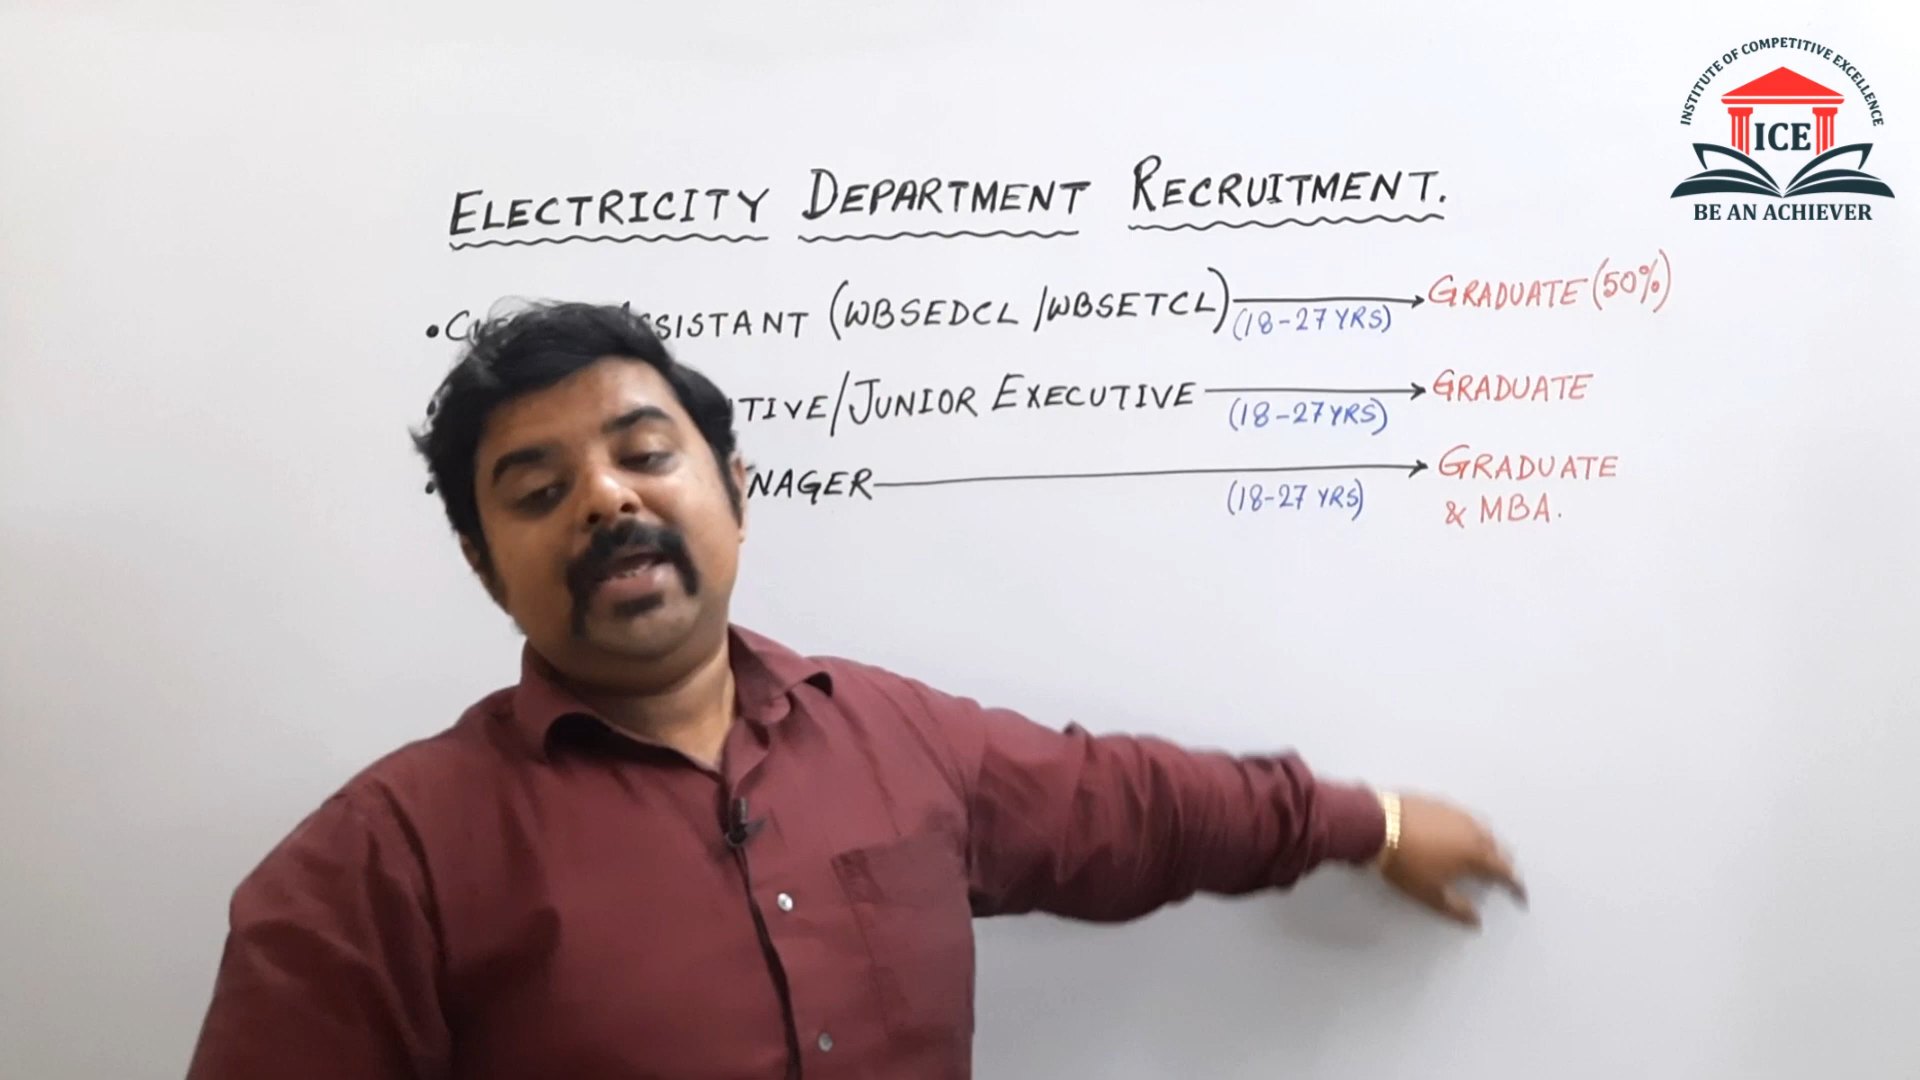 INSTITUTE OF COMPETITIVE EXCELLENCE
ICE
BE AN ACHIEVER
ELECTRICITY DEPARTMENT RECRUITMENT.
SISTANT (WBSEDCL /WBSETCL) (18-27 YRS) GRADUATE (50%)
TIVE/JUNIOR EXECUTIVE (18-27 YRS) GRADUATE
NAGER (18-27 YRS) GRADUATE
& MBA.